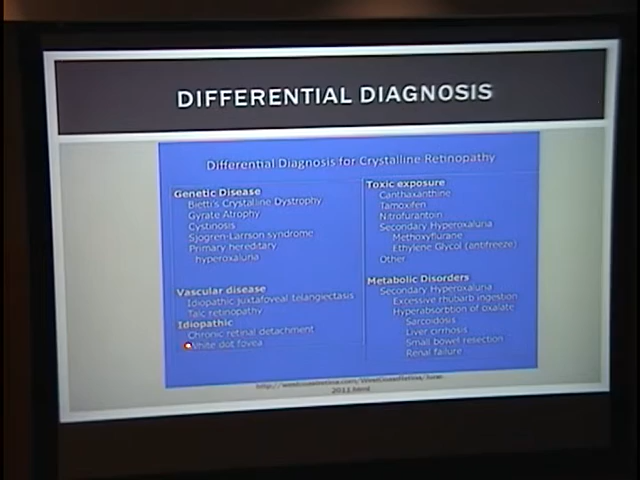 DIFFERENTIAL DIAGNOSIS
Differential Diagnosis for Crystalline Retinopathy
Genetic Disease
Bietti's Crystalline Dystrophy
Gyrate Atrophy
Cystinosis
Sjogren-Larrson syndrome
Primary hereditary
hyperoxaluria
Vascular disease
Idiopathic juxtafoveal telangiectasis
Talc retinopathy
Idiopathic
Chronic retinal detachment
White dot fovea
Toxic exposure
Canthaxanthine
Tamoxifen
Nitrofurantoin
Secondary Hyperoxaluria
Methoxyflurane
Ethylene Glycol (antifreeze)
Other
Metabolic Disorders
Secondary Hyperoxaluria
Excessive rhubarb ingestion
Hyperabsorption of oxalate
Sarcoidosis
Liver cirrhosis
Small bowel resection
Renal failure
2011.html